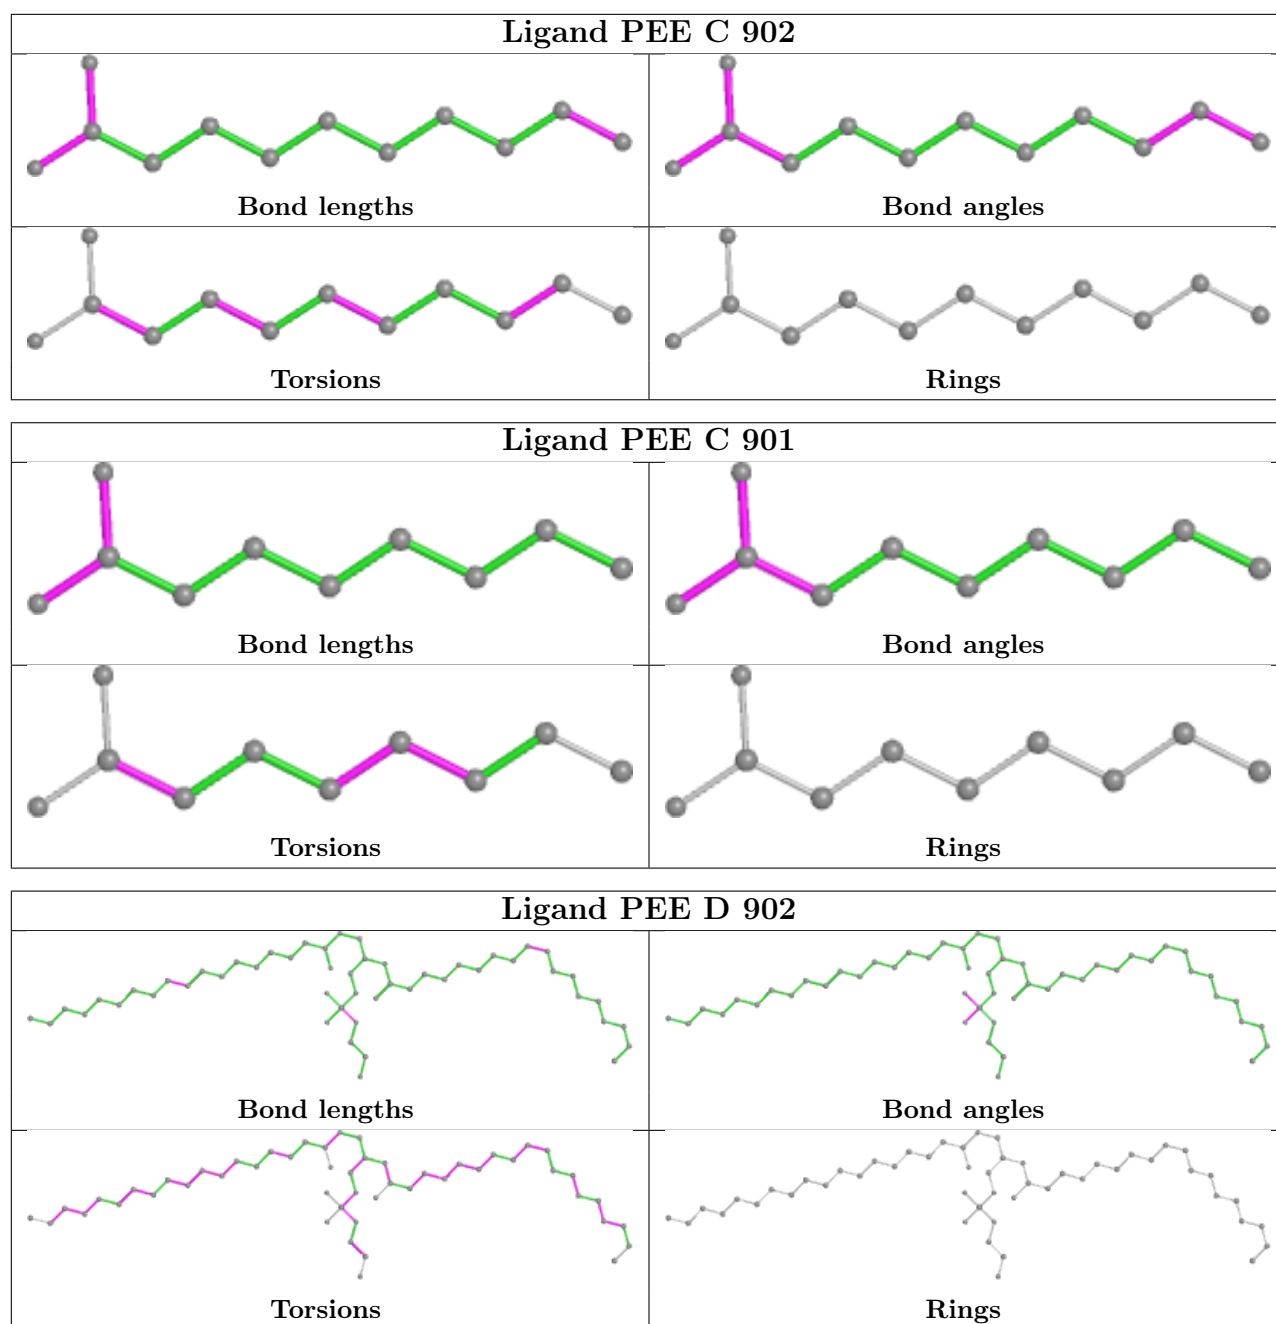 Ligand PEE C 902
Bond lengths
Bond angles
Torsions
Rings
Ligand PEE C 901
Bond lengths
Bond angles
Torsions
Rings
Ligand PEE D 902
Bond lengths
Bond angles
Torsions
Rings